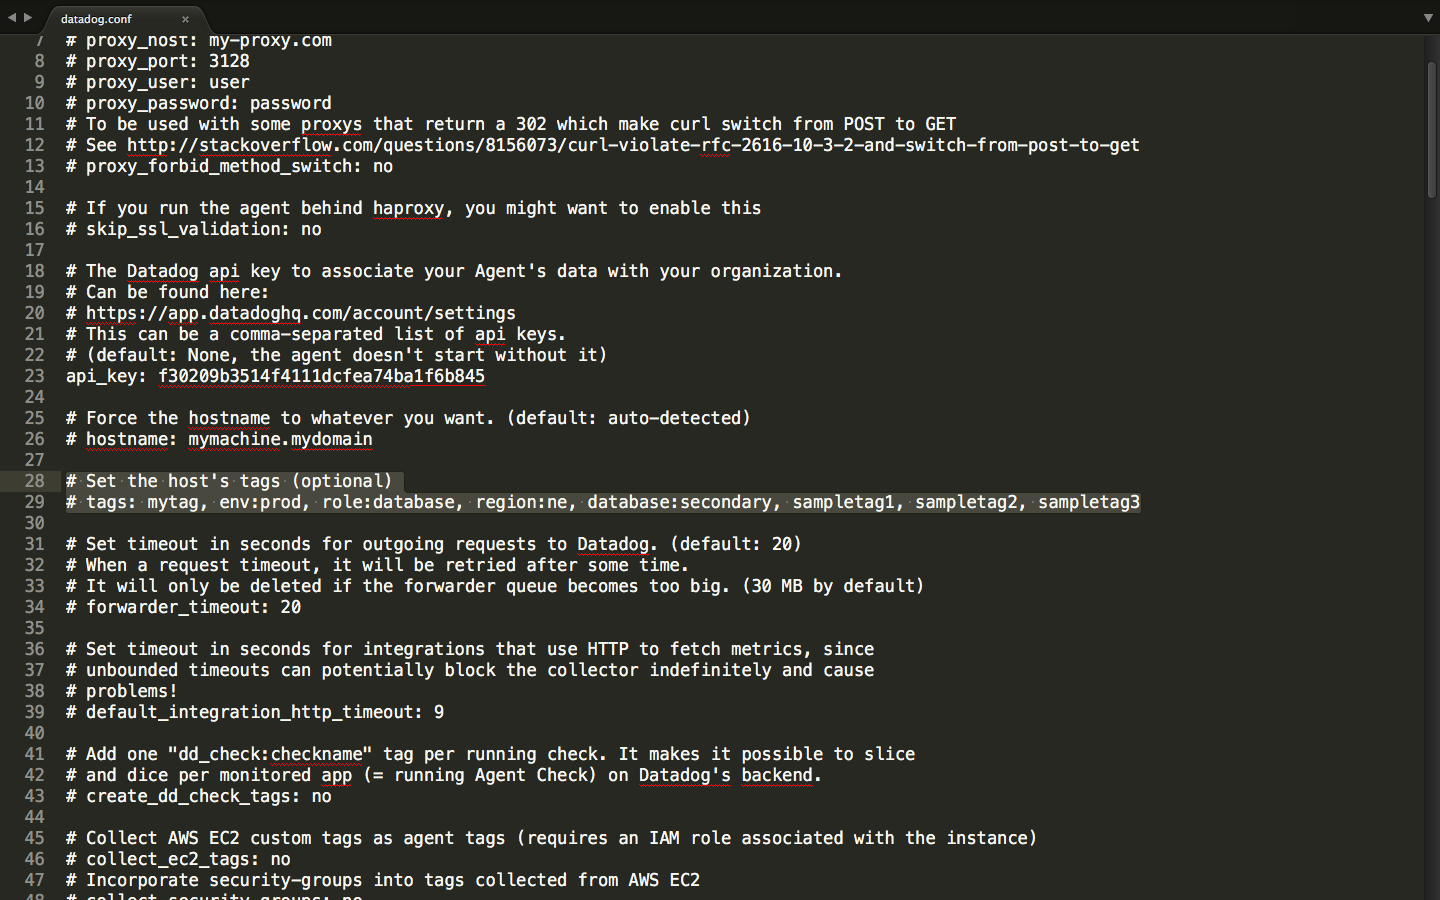 datadog.conf
7 # proxy_host: my-proxy.com
8 # proxy_port: 3128
9 # proxy_user: user
10 # proxy_password: password
11 # To be used with some proxys that return a 302 which make curl switch from POST to GET
12 # See http://stackoverflow.com/questions/8156073/curl-violate-rfc-2616-10-3-2-and-switch-from-post-to-get
13 # proxy_forbid_method_switch: no
14
15 # If you run the agent behind haproxy, you might want to enable this
16 # skip_ssl_validation: no
17
18 # The Datadog api key to associate your Agent's data with your organization.
19 # Can be found here:
20 # https://app.datadoghq.com/account/settings
21 # This can be a comma-separated list of api keys.
22 # (default: None, the agent doesn't start without it)
23 api_key: f30209b3514f4111dcfea74ba1f6b845
24
25 # Force the hostname to whatever you want. (default: auto-detected)
26 # hostname: mymachine.mydomain
27
28 # Set the host's tags (optional)
29 # tags: mytag, env:prod, role:database, region:ne, database:secondary, sampletag1, sampletag2, sampletag3
30
31 # Set timeout in seconds for outgoing requests to Datadog. (default: 20)
32 # When a request timeout, it will be retried after some time.
33 # It will only be deleted if the forwarder queue becomes too big. (30 MB by default)
34 # forwarder_timeout: 20
35
36 # Set timeout in seconds for integrations that use HTTP to fetch metrics, since
37 # unbounded timeouts can potentially block the collector indefinitely and cause
38 # problems!
39 # default_integration_http_timeout: 9
40
41 # Add one "dd_check:checkname" tag per running check. It makes it possible to slice
42 # and dice per monitored app (= running Agent Check) on Datadog's backend.
43 # create_dd_check_tags: no
44
45 # Collect AWS EC2 custom tags as agent tags (requires an IAM role associated with the instance)
46 # collect_ec2_tags: no
47 # Incorporate security-groups into tags collected from AWS EC2
48 # collect_security_groups: no